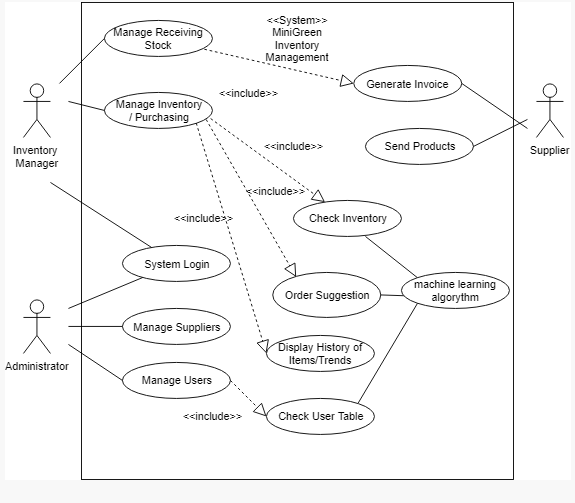 <<System>>
MiniGreen
Inventory
Management
Manage Receiving
Stock
Generate Invoice
<<include>>
Manage Inventory
/ Purchasing
Inventory
Manager
Send Products
Supplier
<<include>>
<<include>>
<<include>>
Check Inventory
System Login
machine learning
algorythm
Order Suggestion
Manage Suppliers
Administrator
Display History of
Items/Trends
Manage Users
<<include>>
Check User Table